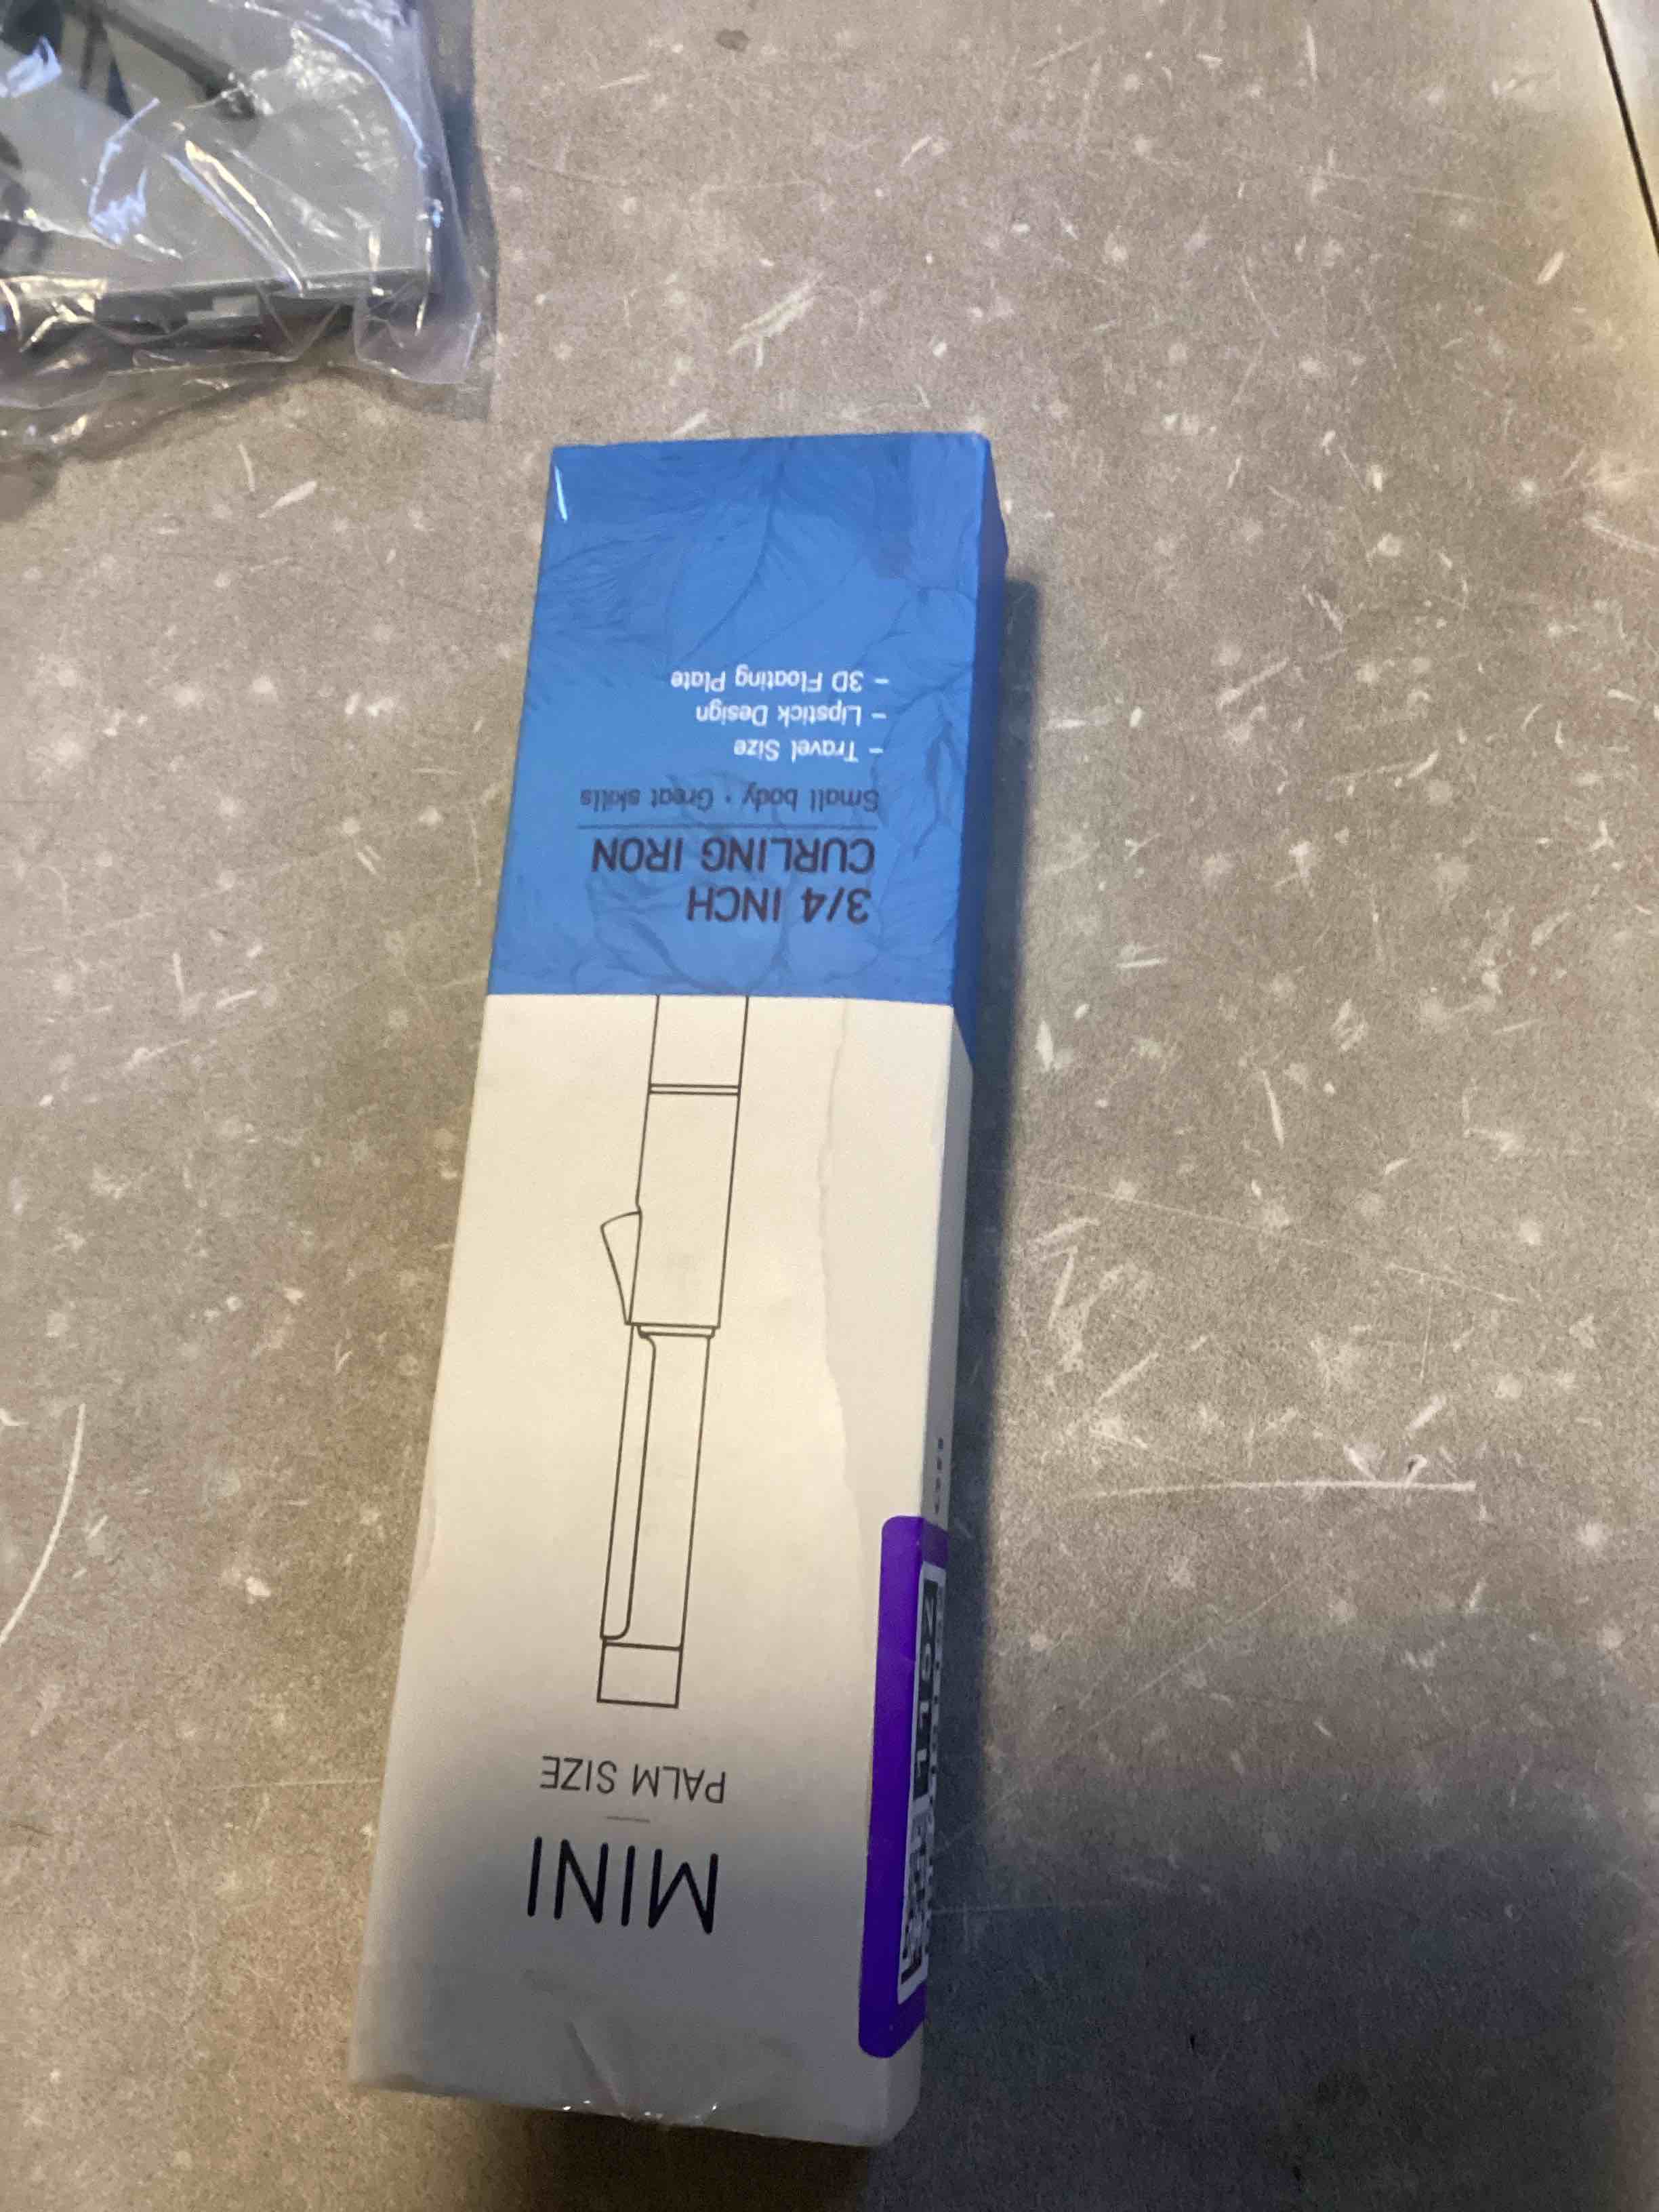 MINI
PALM SIZE
3/4 INCH
CURLING IRON
Small body · Great skills
– Travel Size
– Lipstick Design
– 3D Floating Plate